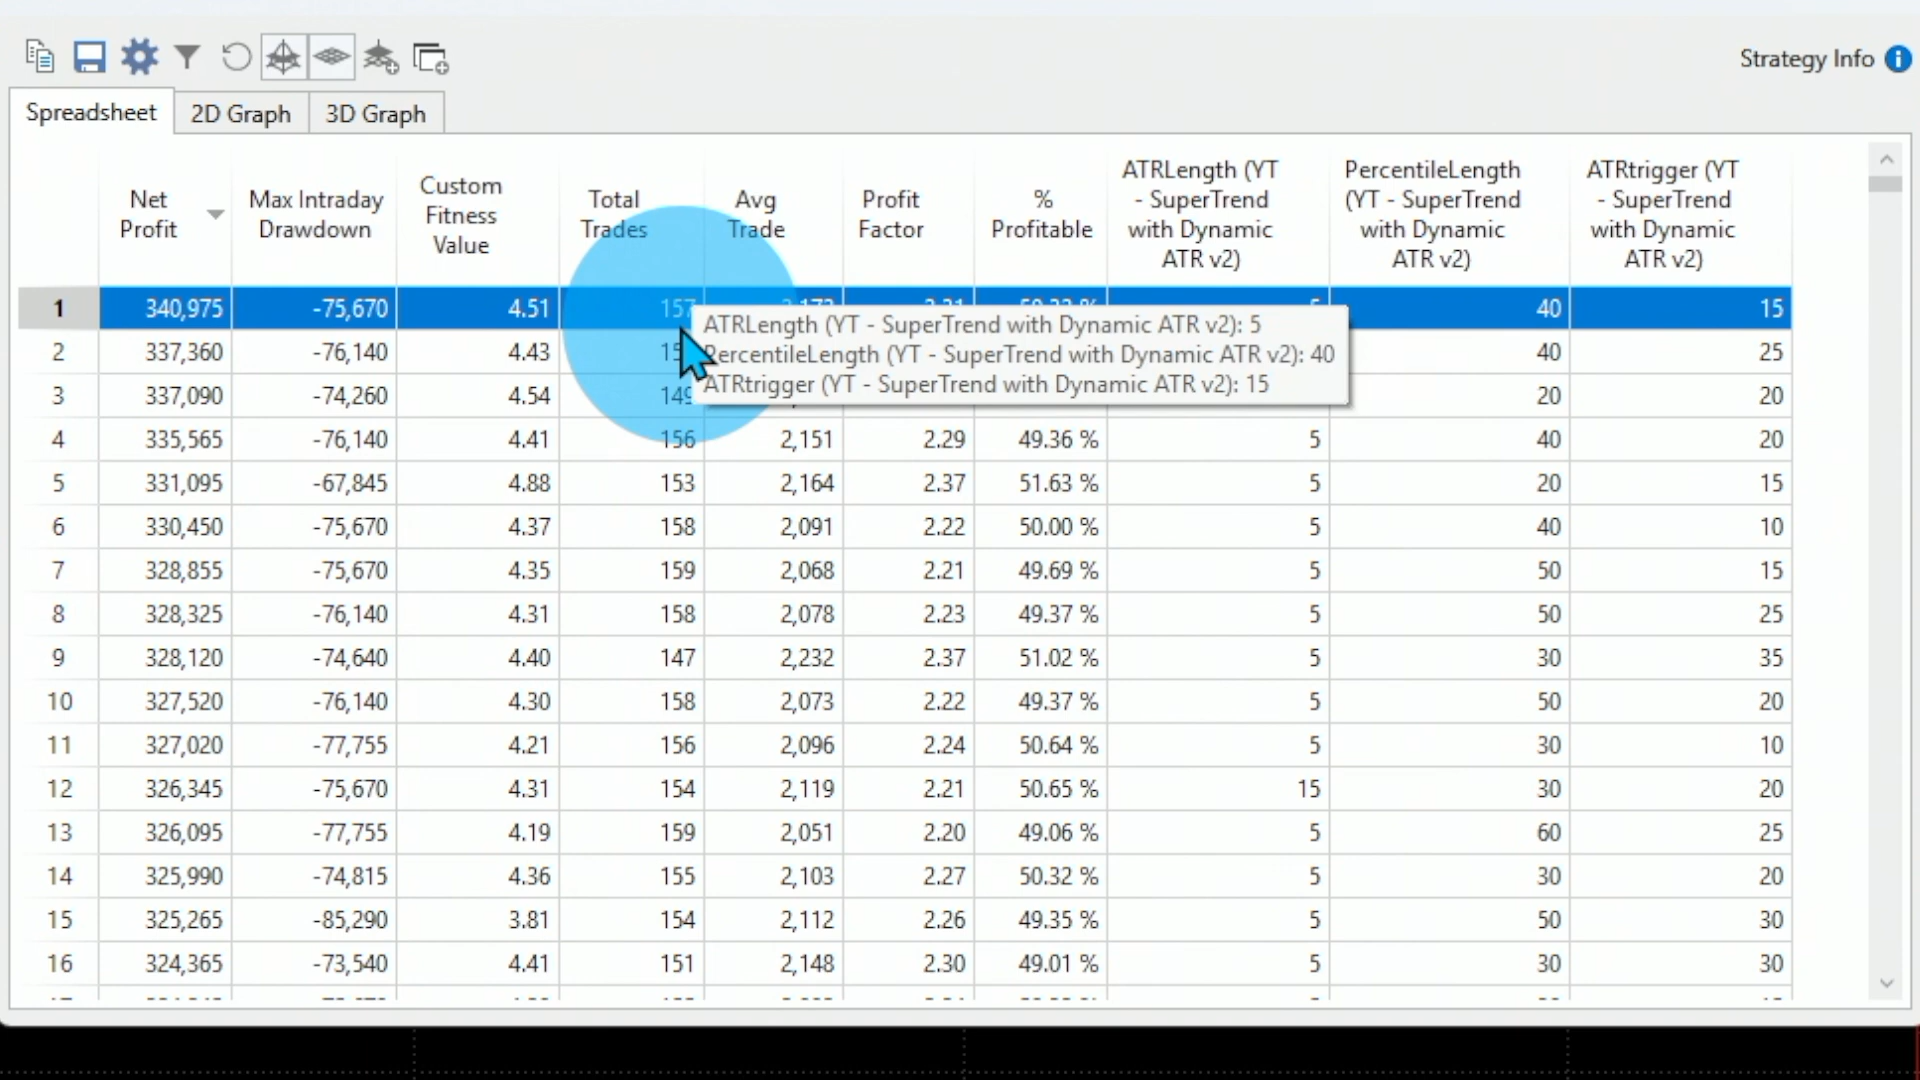 Strategy Info
Spreadsheet 2D Graph 3D Graph
Net Profit Max Intraday Drawdown Custom Fitness Value Total Trades Avg Trade Profit Factor % Profitable ATRLength (YT - SuperTrend with Dynamic ATR v2) PercentileLength (YT - SuperTrend with Dynamic ATR v2) ATRtrigger (YT - SuperTrend with Dynamic ATR v2)
1 340,975 -75,670 4.51 157 40 15
ATRLength (YT - SuperTrend with Dynamic ATR v2): 5
PercentileLength (YT - SuperTrend with Dynamic ATR v2): 40
ATRtrigger (YT - SuperTrend with Dynamic ATR v2): 15
2 337,360 -76,140 4.43 40 25
3 337,090 -74,260 4.54 149 20 20
4 335,565 -76,140 4.41 156 2,151 2.29 49.36 % 5 40 20
5 331,095 -67,845 4.88 153 2,164 2.37 51.63 % 5 20 15
6 330,450 -75,670 4.37 158 2,091 2.22 50.00 % 5 40 10
7 328,855 -75,670 4.35 159 2,068 2.21 49.69 % 5 50 15
8 328,325 -76,140 4.31 158 2,078 2.23 49.37 % 5 50 25
9 328,120 -74,640 4.40 147 2,232 2.37 51.02 % 5 30 35
10 327,520 -76,140 4.30 158 2,073 2.22 49.37 % 5 50 20
11 327,020 -77,755 4.21 156 2,096 2.24 50.64 % 5 30 10
12 326,345 -75,670 4.31 154 2,119 2.21 50.65 % 15 30 20
13 326,095 -77,755 4.19 159 2,051 2.20 49.06 % 5 60 25
14 325,990 -74,815 4.36 155 2,103 2.27 50.32 % 5 30 20
15 325,265 -85,290 3.81 154 2,112 2.26 49.35 % 5 50 30
16 324,365 -73,540 4.41 151 2,148 2.30 49.01 % 5 30 30